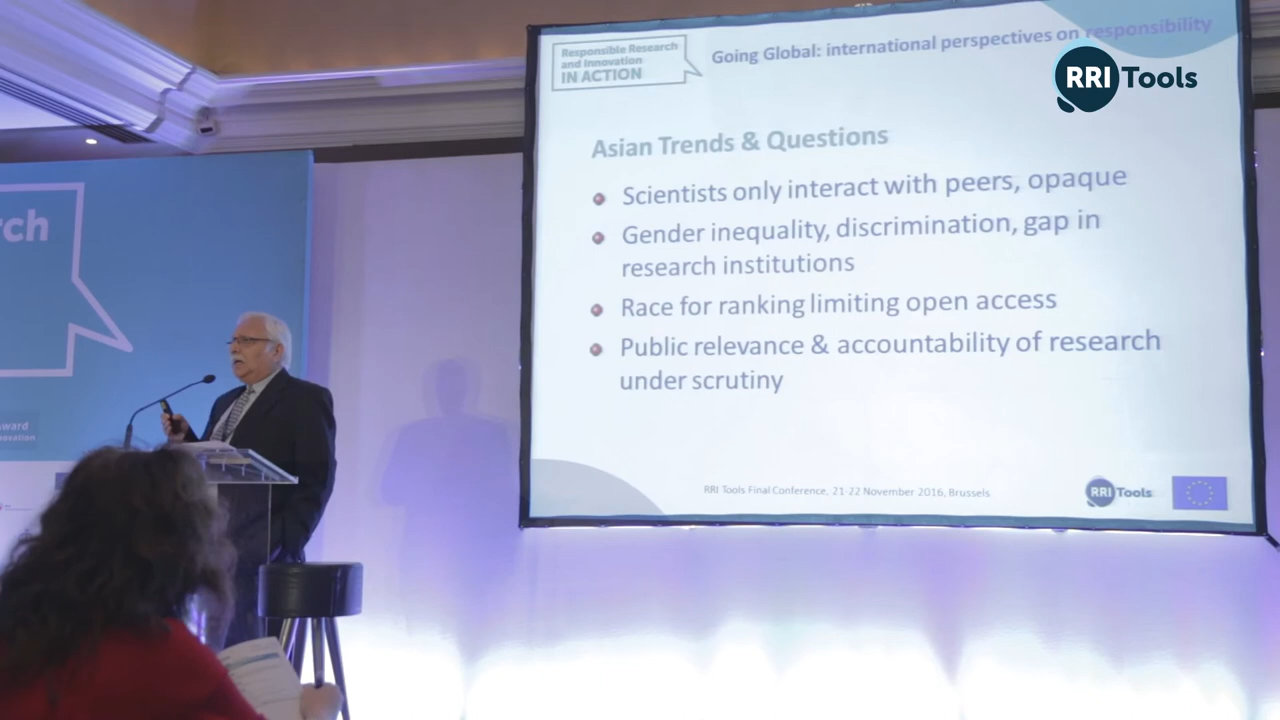 Responsible Research
and Innovation
IN ACTION
Going Global: international perspectives on responsibility
RRI Tools
Asian Trends & Questions
Scientists only interact with peers, opaque
Gender inequality, discrimination, gap in
research institutions
Race for ranking limiting open access
Public relevance & accountability of research
under scrutiny
RRI Tools Final Conference, 21-22 November 2016, Brussels
RRI Tools
rch
ward
ovation